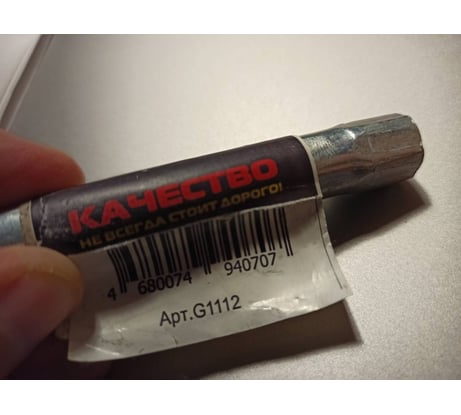 КАЧЕСТВО
НЕ ВСЕГДА СТОИТ ДОРОГО!
4 680074 940707
Арт.G1112